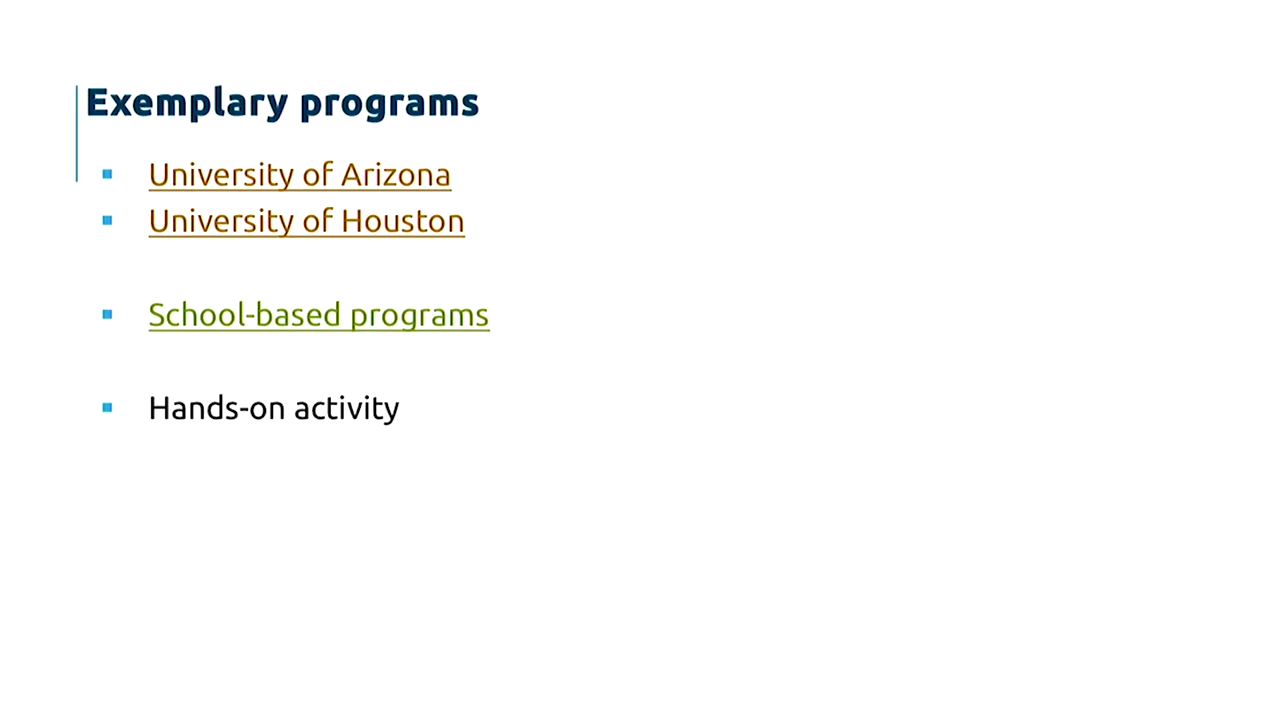 Exemplary programs
University of Arizona
University of Houston
School-based programs
Hands-on activity